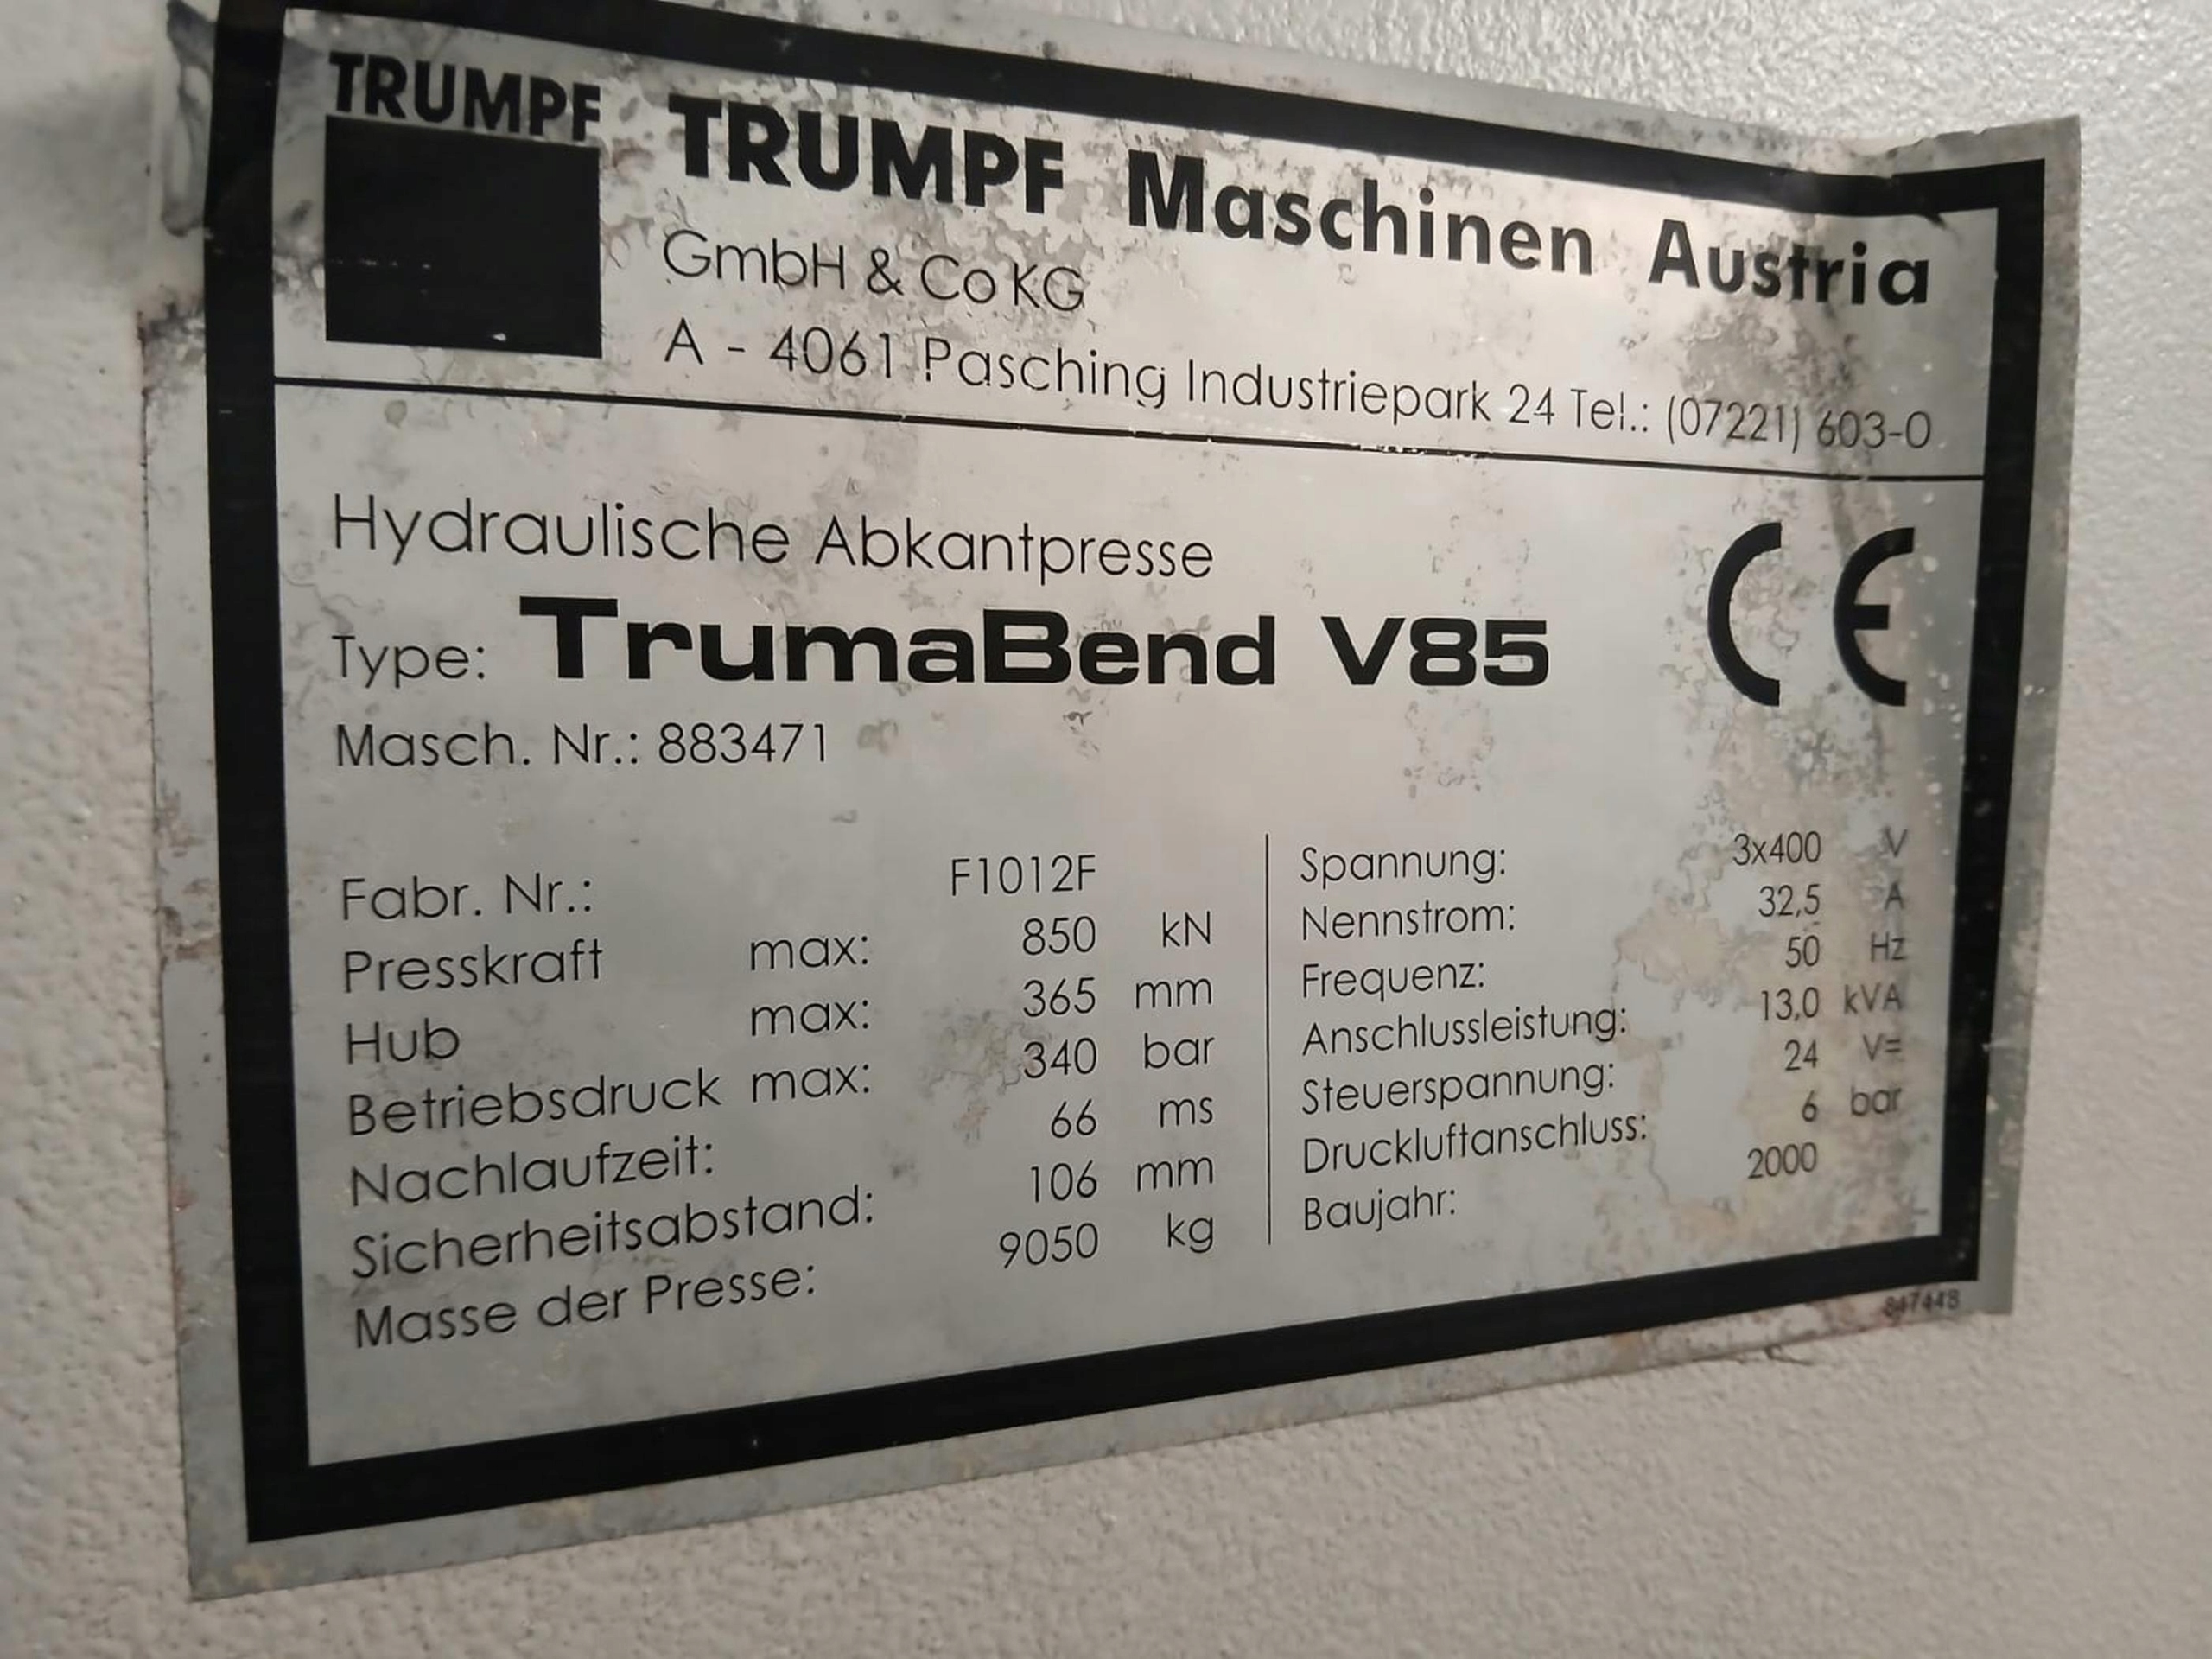 TRUMPF
TRUMPF Maschinen Austria
GmbH & Co KG
A - 4061 Pasching Industriepark 24 Tel.: (07221) 603-0
Hydraulische Abkantpresse
Type: TrumaBend V85
CE
Masch. Nr.: 883471
Fabr. Nr.: F1012F
Presskraft max: 850 kN
Hub max: 365 mm
Betriebsdruck max: 340 bar
Nachlaufzeit: 66 ms
Sicherheitsabstand: 106 mm
Masse der Presse: 9050 kg
Spannung: 3x400 V
Nennstrom: 32,5 A
Frequenz: 50 Hz
Anschlussleistung: 13,0 kVA
Steuerspannung: 24 V=
Druckluftanschluss: 6 bar
Baujahr: 2000
847448